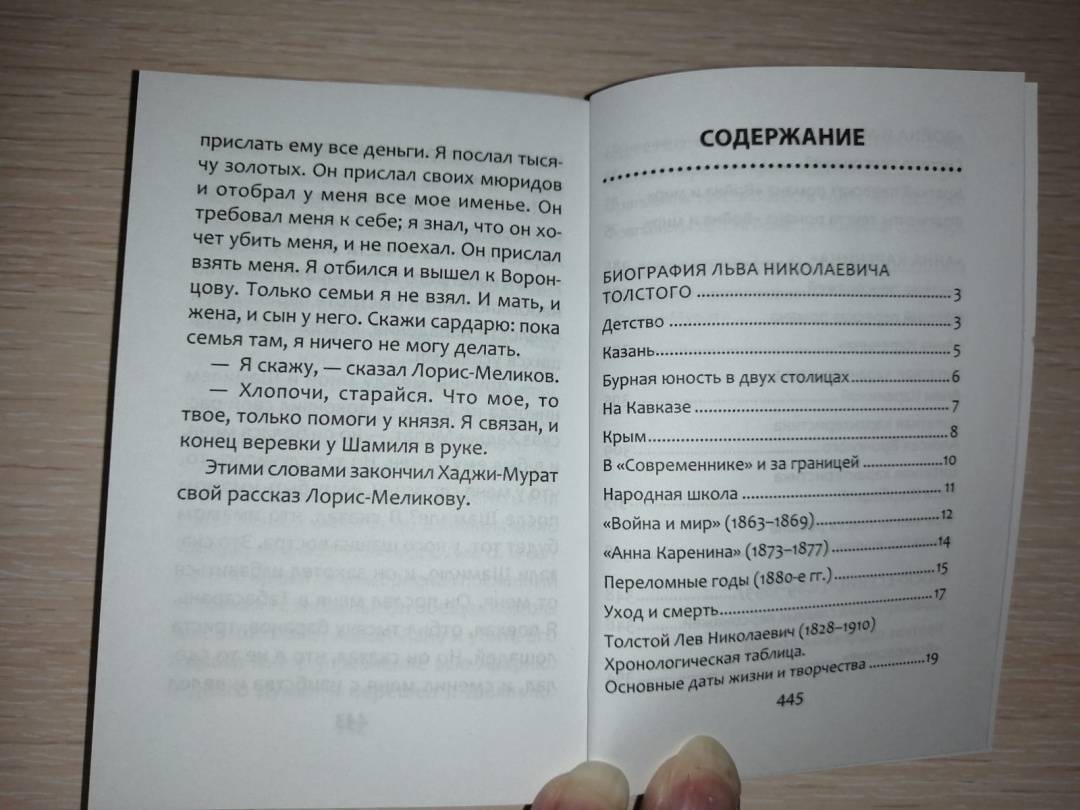 прислать ему все деньги. Я послал тыся-
чу золотых. Он прислал своих мюридов
и отобрал у меня все мое именье. Он
требовал меня к себе; я знал, что он хо-
чет убить меня, и не поехал. Он прислал
взять меня. Я отбился и вышел к Ворон-
цову. Только семьи я не взял. И мать, и
жена, и сын у него. Скажи сардарю: пока
семья там, я ничего не могу делать.
— Я скажу, — сказал Лорис-Меликов.
— Хлопочи, старайся. Что мое, то
твое, только помоги у князя. Я связан, и
конец веревки у Шамиля в руке.
Этими словами закончил Хаджи-Мурат
свой рассказ Лорис-Меликову.
СОДЕРЖАНИЕ
БИОГРАФИЯ ЛЬВА НИКОЛАЕВИЧА
ТОЛСТОГО ........ 3
Детство ........ 3
Казань ........ 5
Бурная юность в двух столицах ........ 6
На Кавказе ........ 7
Крым ........ 8
В «Современнике» и за границей ........ 10
Народная школа ........ 11
«Война и мир» (1863–1869) ........ 12
«Анна Каренина» (1873–1877) ........ 14
Переломные годы (1880-е гг.) ........ 15
Уход и смерть ........ 17
Толстой Лев Николаевич (1828–1910)
Хронологическая таблица.
Основные даты жизни и творчества ........ 19
445